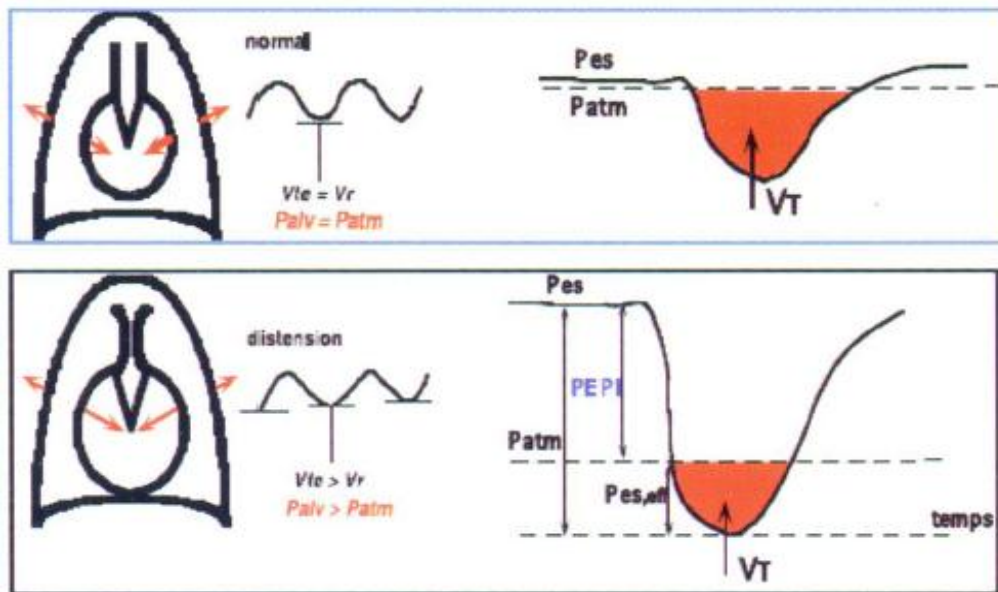 normal
Vte = Vr
Palv = Patm
Pes
Patm
VT
distension
Vte > Vr
Palv > Patm
Pes
PEPI
Patm
Pes,eff
temps
VT